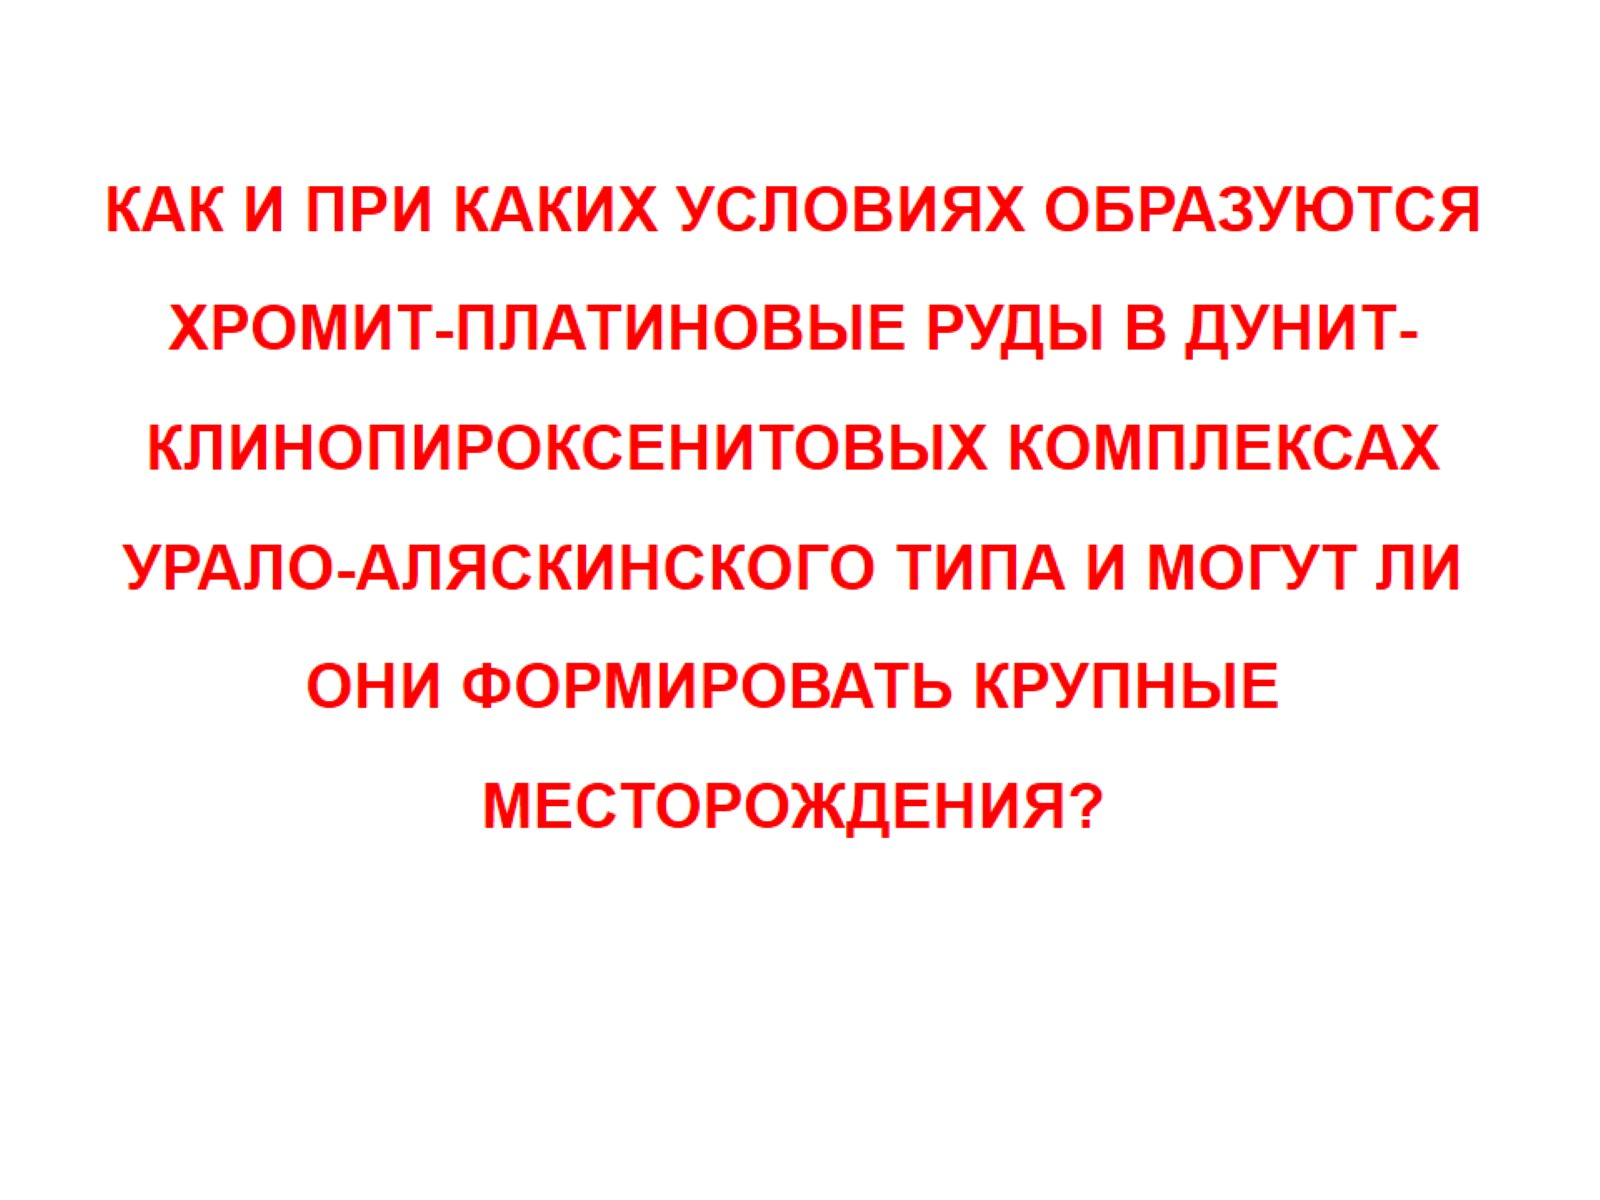 КАК И ПРИ КАКИХ УСЛОВИЯХ ОБРАЗУЮТСЯ
ХРОМИТ-ПЛАТИНОВЫЕ РУДЫ В ДУНИТ-
КЛИНОПИРОКСЕНИТОВЫХ КОМПЛЕКСАХ
УРАЛО-АЛЯСКИНСКОГО ТИПА И МОГУТ ЛИ
ОНИ ФОРМИРОВАТЬ КРУПНЫЕ
МЕСТОРОЖДЕНИЯ?